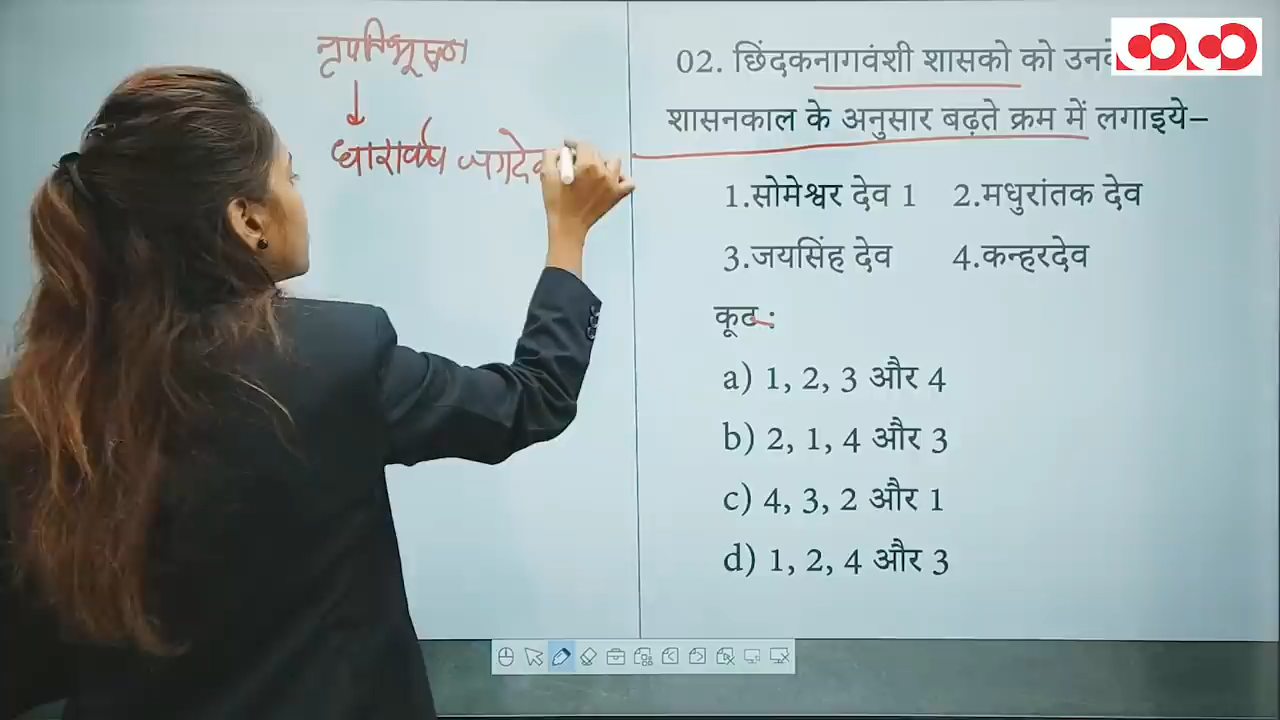 नृपतिभूषण
↓
धारावर्ष जगदेव
02. छिंदकनागवंशी शासको को उनके
शासनकाल के अनुसार बढ़ते क्रम में लगाइये–
1.सोमेश्वर देव 1 2.मधुरांतक देव
3.जयसिंह देव 4.कन्हरदेव
कूट :
a) 1, 2, 3 और 4
b) 2, 1, 4 और 3
c) 4, 3, 2 और 1
d) 1, 2, 4 और 3